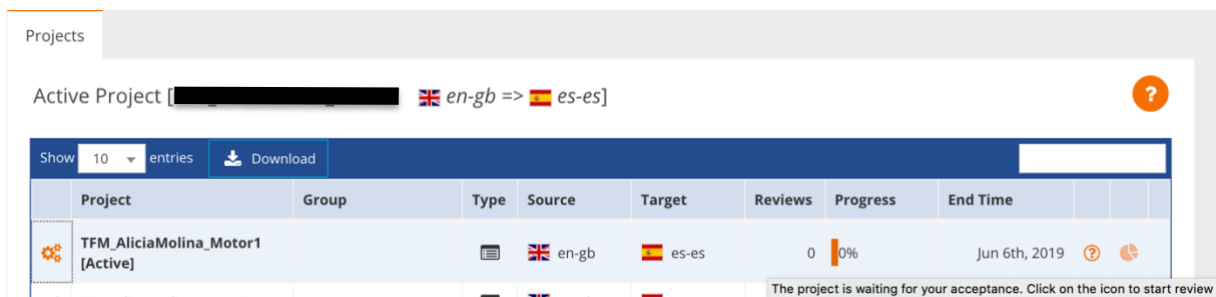 Projects
Active Project [ en-gb => es-es]
?
Show 10 entries Download
Project Group Type Source Target Reviews Progress End Time
TFM_AliciaMolina_Motor1 en-gb es-es 0 0% Jun 6th, 2019 ?
[Active]
The project is waiting for your acceptance. Click on the icon to start review